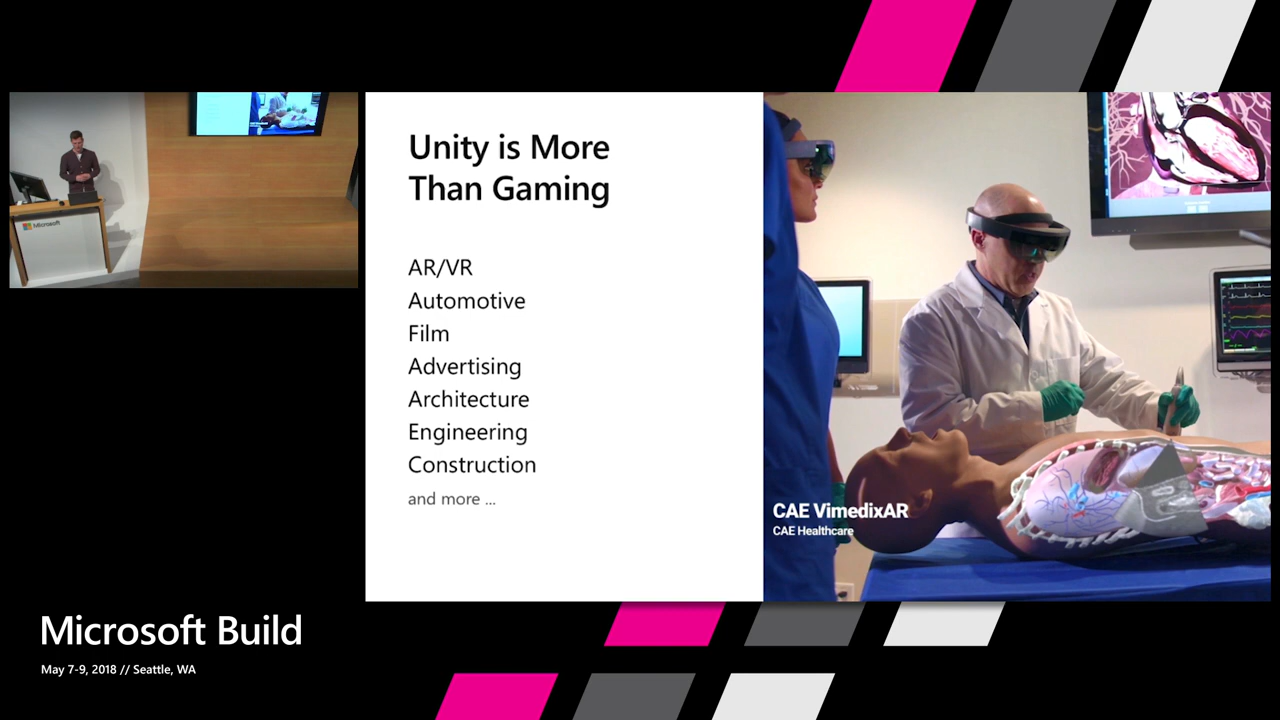 Microsoft
Unity is More
Than Gaming
AR/VR
Automotive
Film
Advertising
Architecture
Engineering
Construction
and more ...
CAE VimedixAR
CAE Healthcare
Microsoft Build
May 7-9, 2018 // Seattle, WA